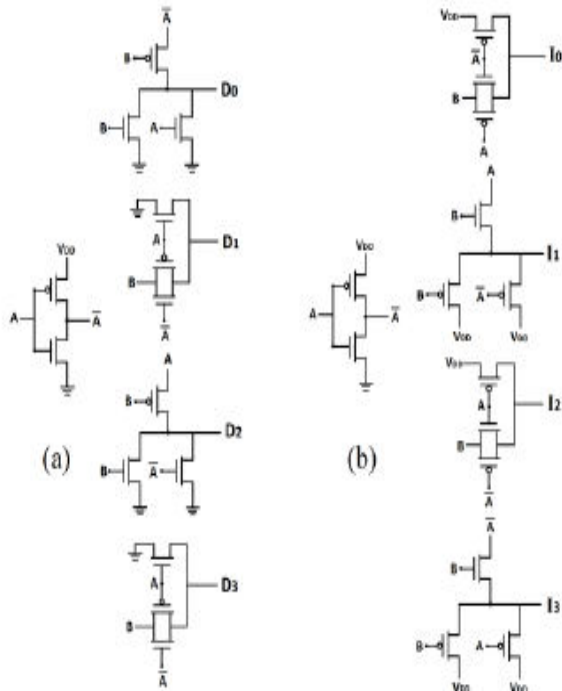 A̅
B
D0
B A
D1
A
B
A̅
VDD
A A̅
A
B
D2
B A̅
(a)
D3
A
B
A̅
VDD
I0
A̅
B
A
A
B
I1
B A̅
VDD VDD
VDD
A A̅
VDD
I2
A
B
(b)
A̅
A̅
B
I3
B A
VDD VDD